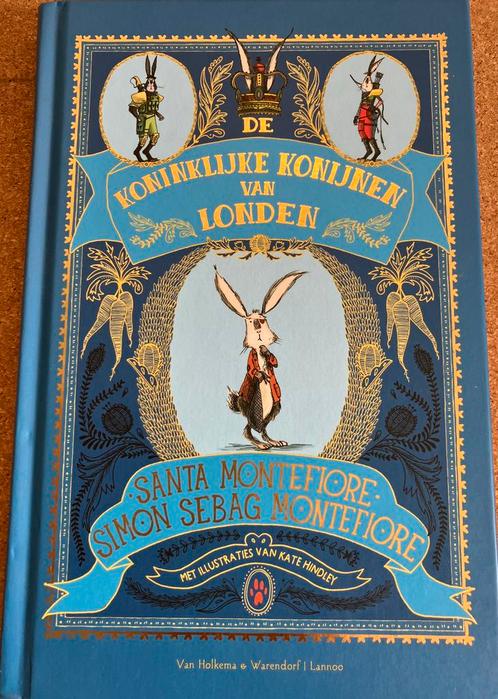 DE
KONINKLIJKE KONIJNEN
VAN
LONDEN
·SANTA MONTEFIORE·
SIMON SEBAG MONTEFIORE
MET ILLUSTRATIES VAN KATE HINDLEY
Van Holkema & Warendorf | Lannoo